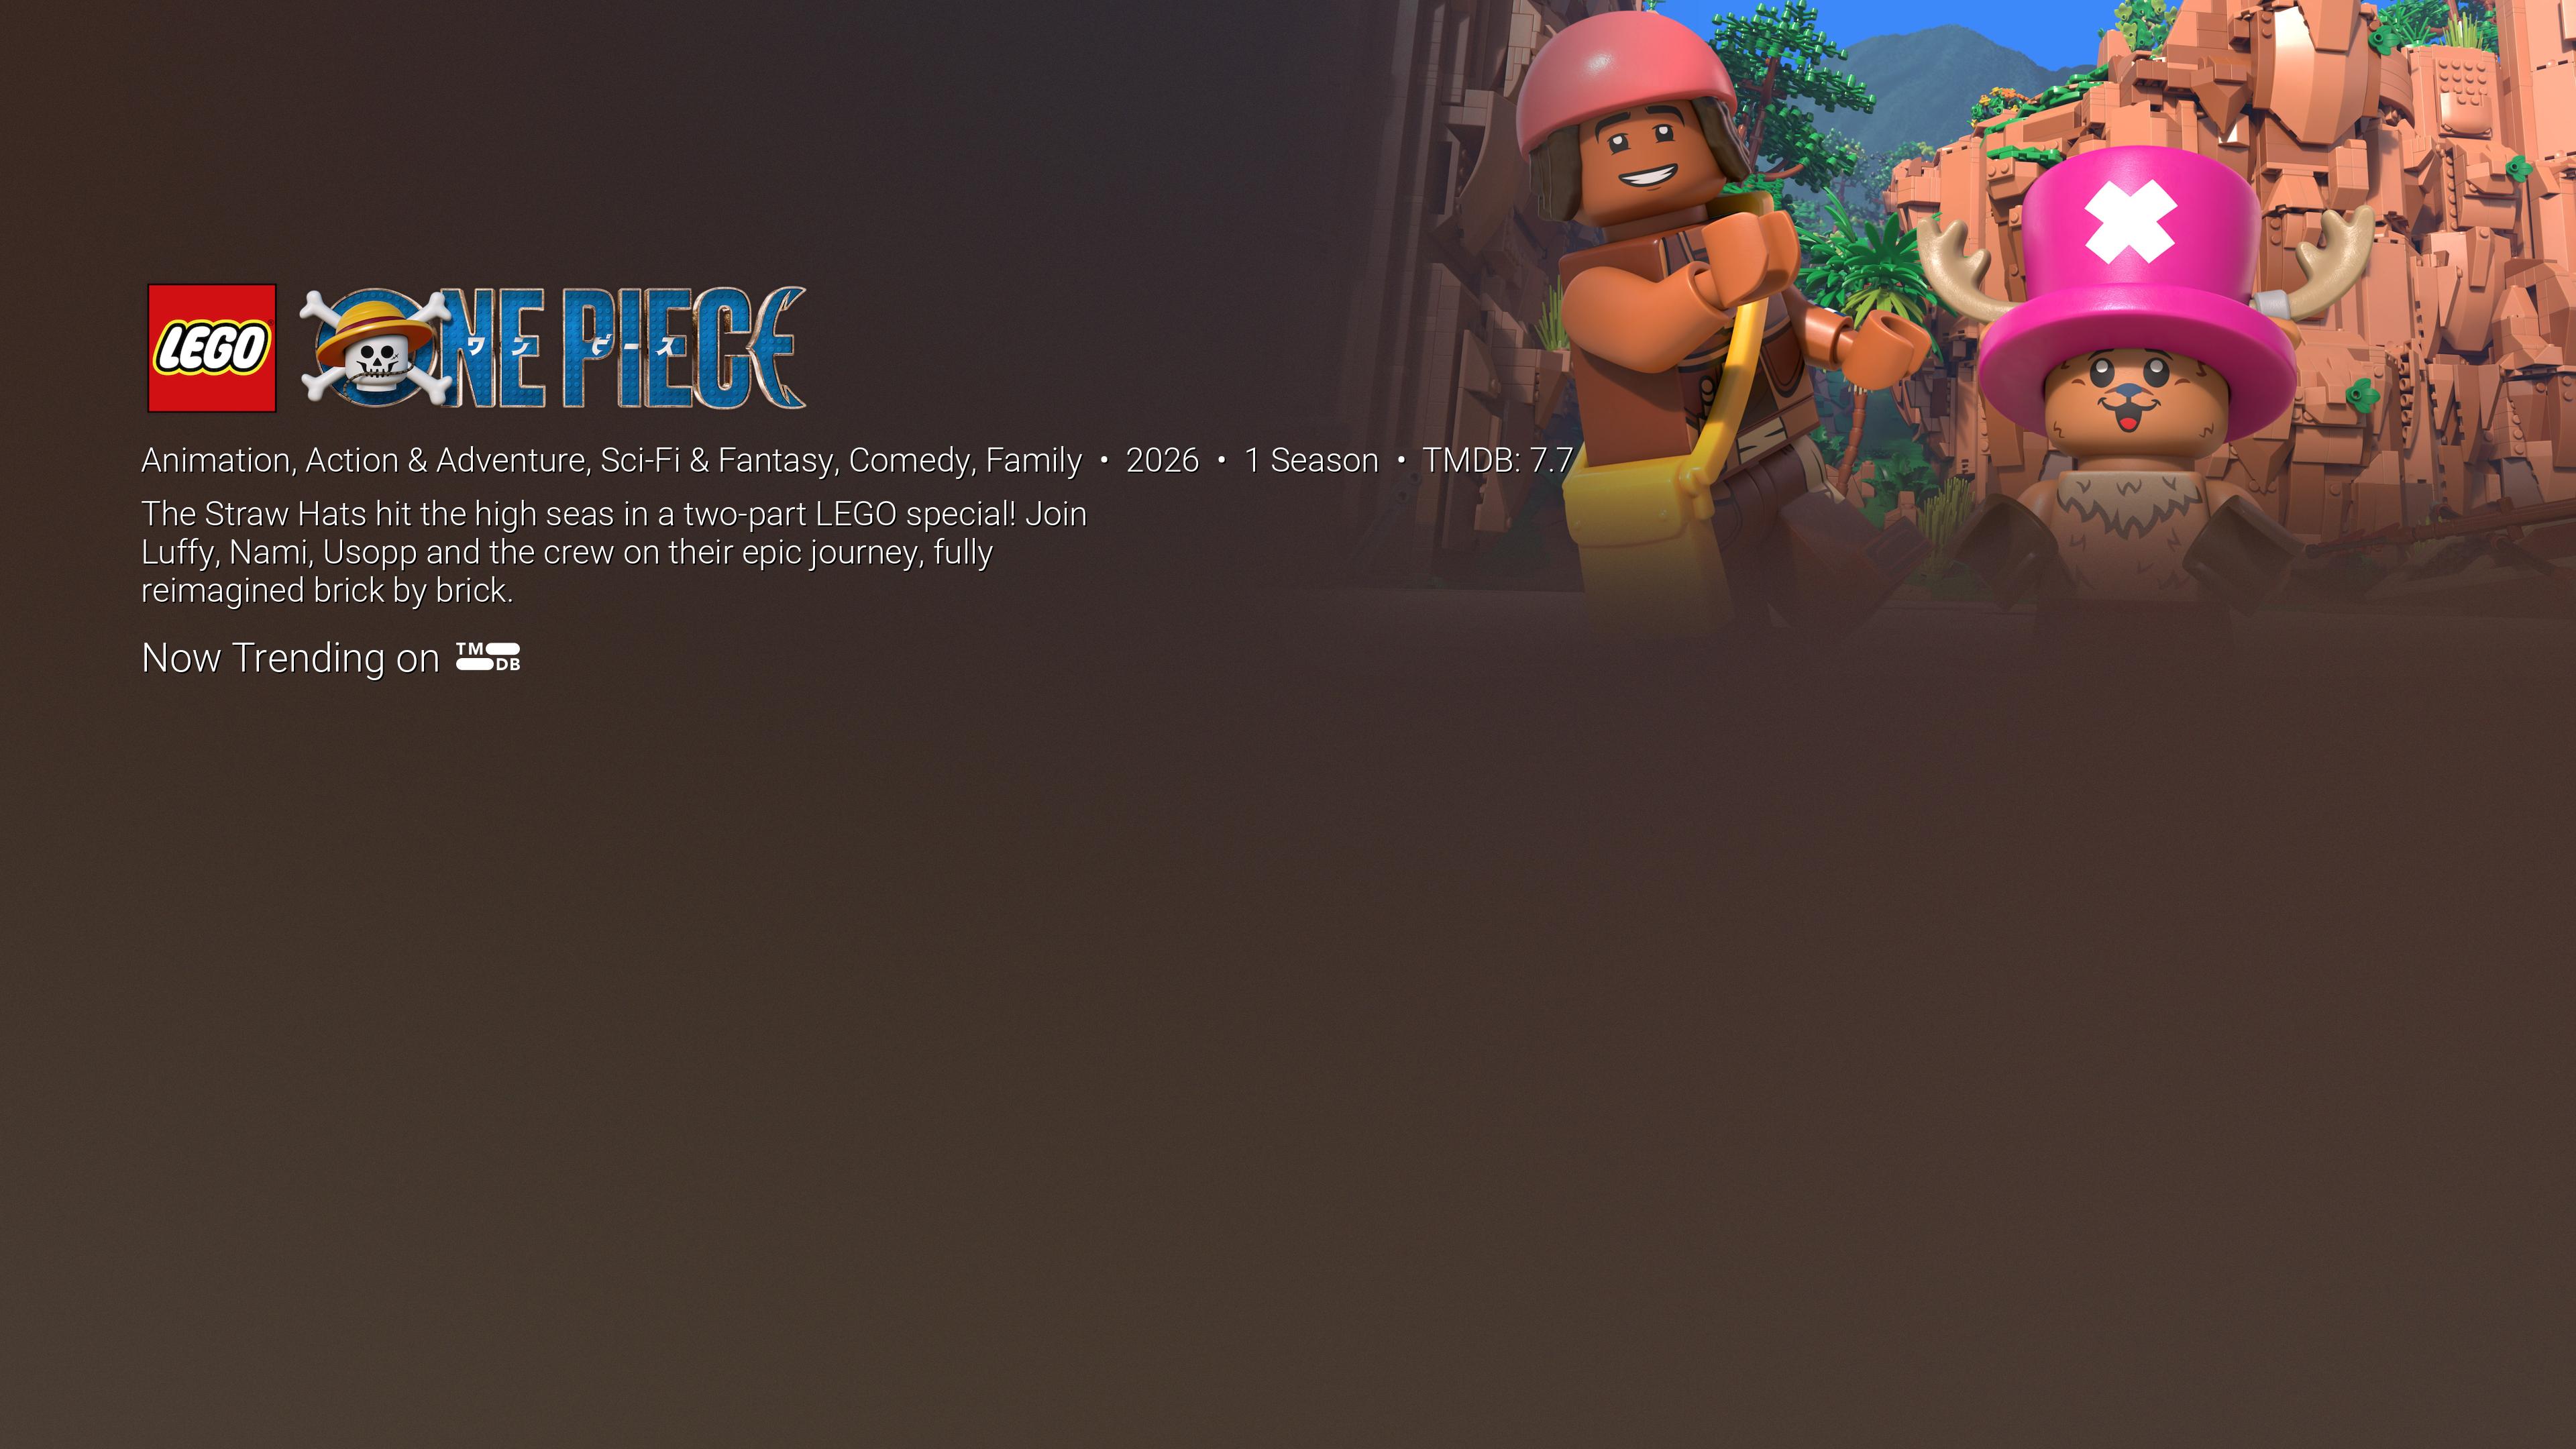 LEGO ONE PIECE
ワンピース
Animation, Action & Adventure, Sci-Fi & Fantasy, Comedy, Family • 2026 • 1 Season • TMDB: 7.7
The Straw Hats hit the high seas in a two-part LEGO special! Join
Luffy, Nami, Usopp and the crew on their epic journey, fully
reimagined brick by brick.
Now Trending on TMDB